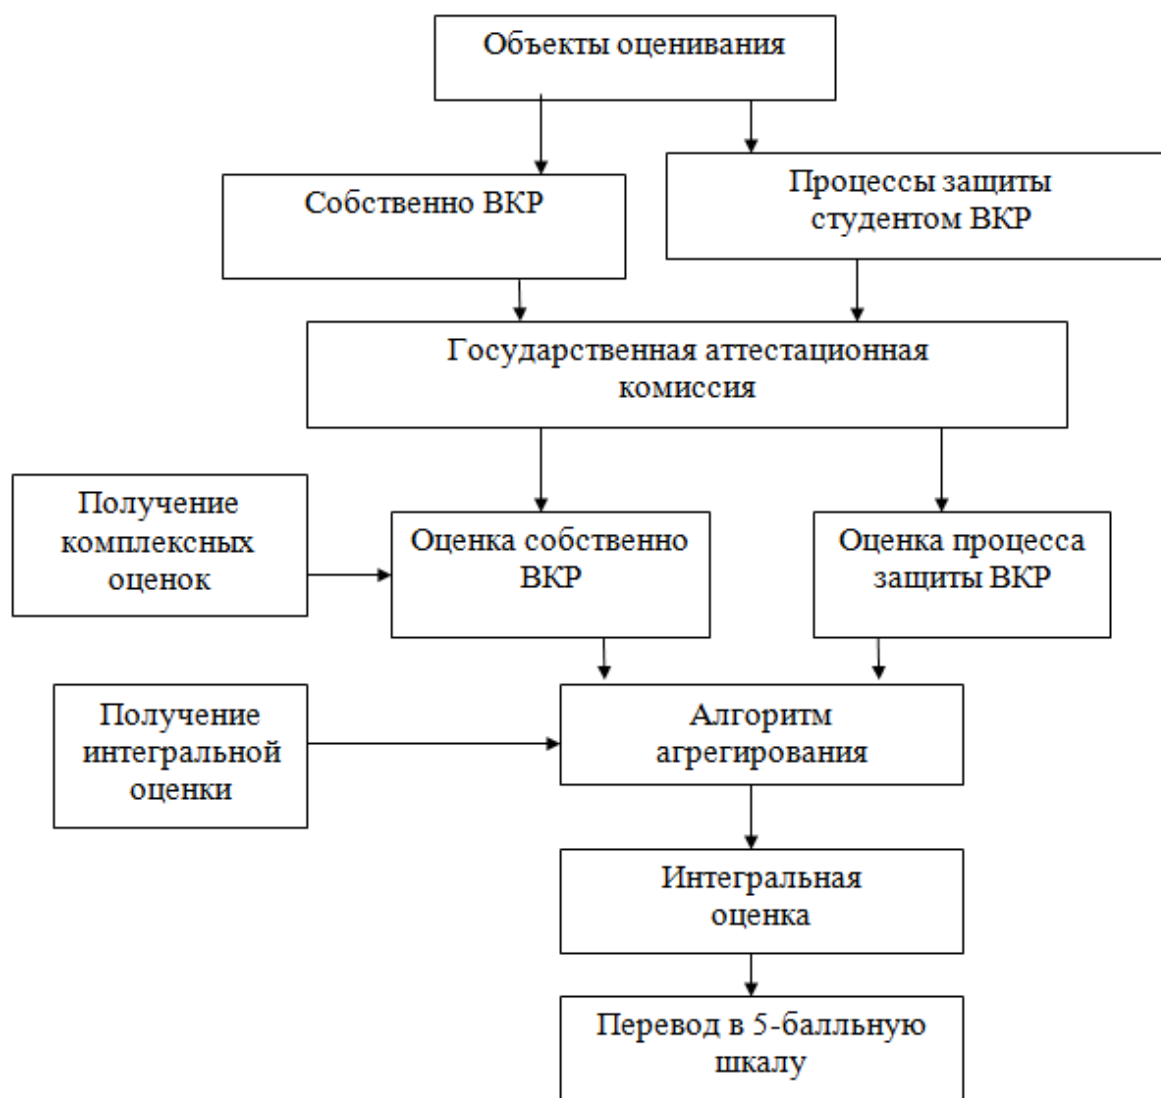 Объекты оценивания
Собственно ВКР
Процессы защиты
студентом ВКР
Государственная аттестационная
комиссия
Получение
комплексных
оценок
Оценка собственно
ВКР
Оценка процесса
защиты ВКР
Получение
интегральной
оценки
Алгоритм
агрегирования
Интегральная
оценка
Перевод в 5-балльную
шкалу